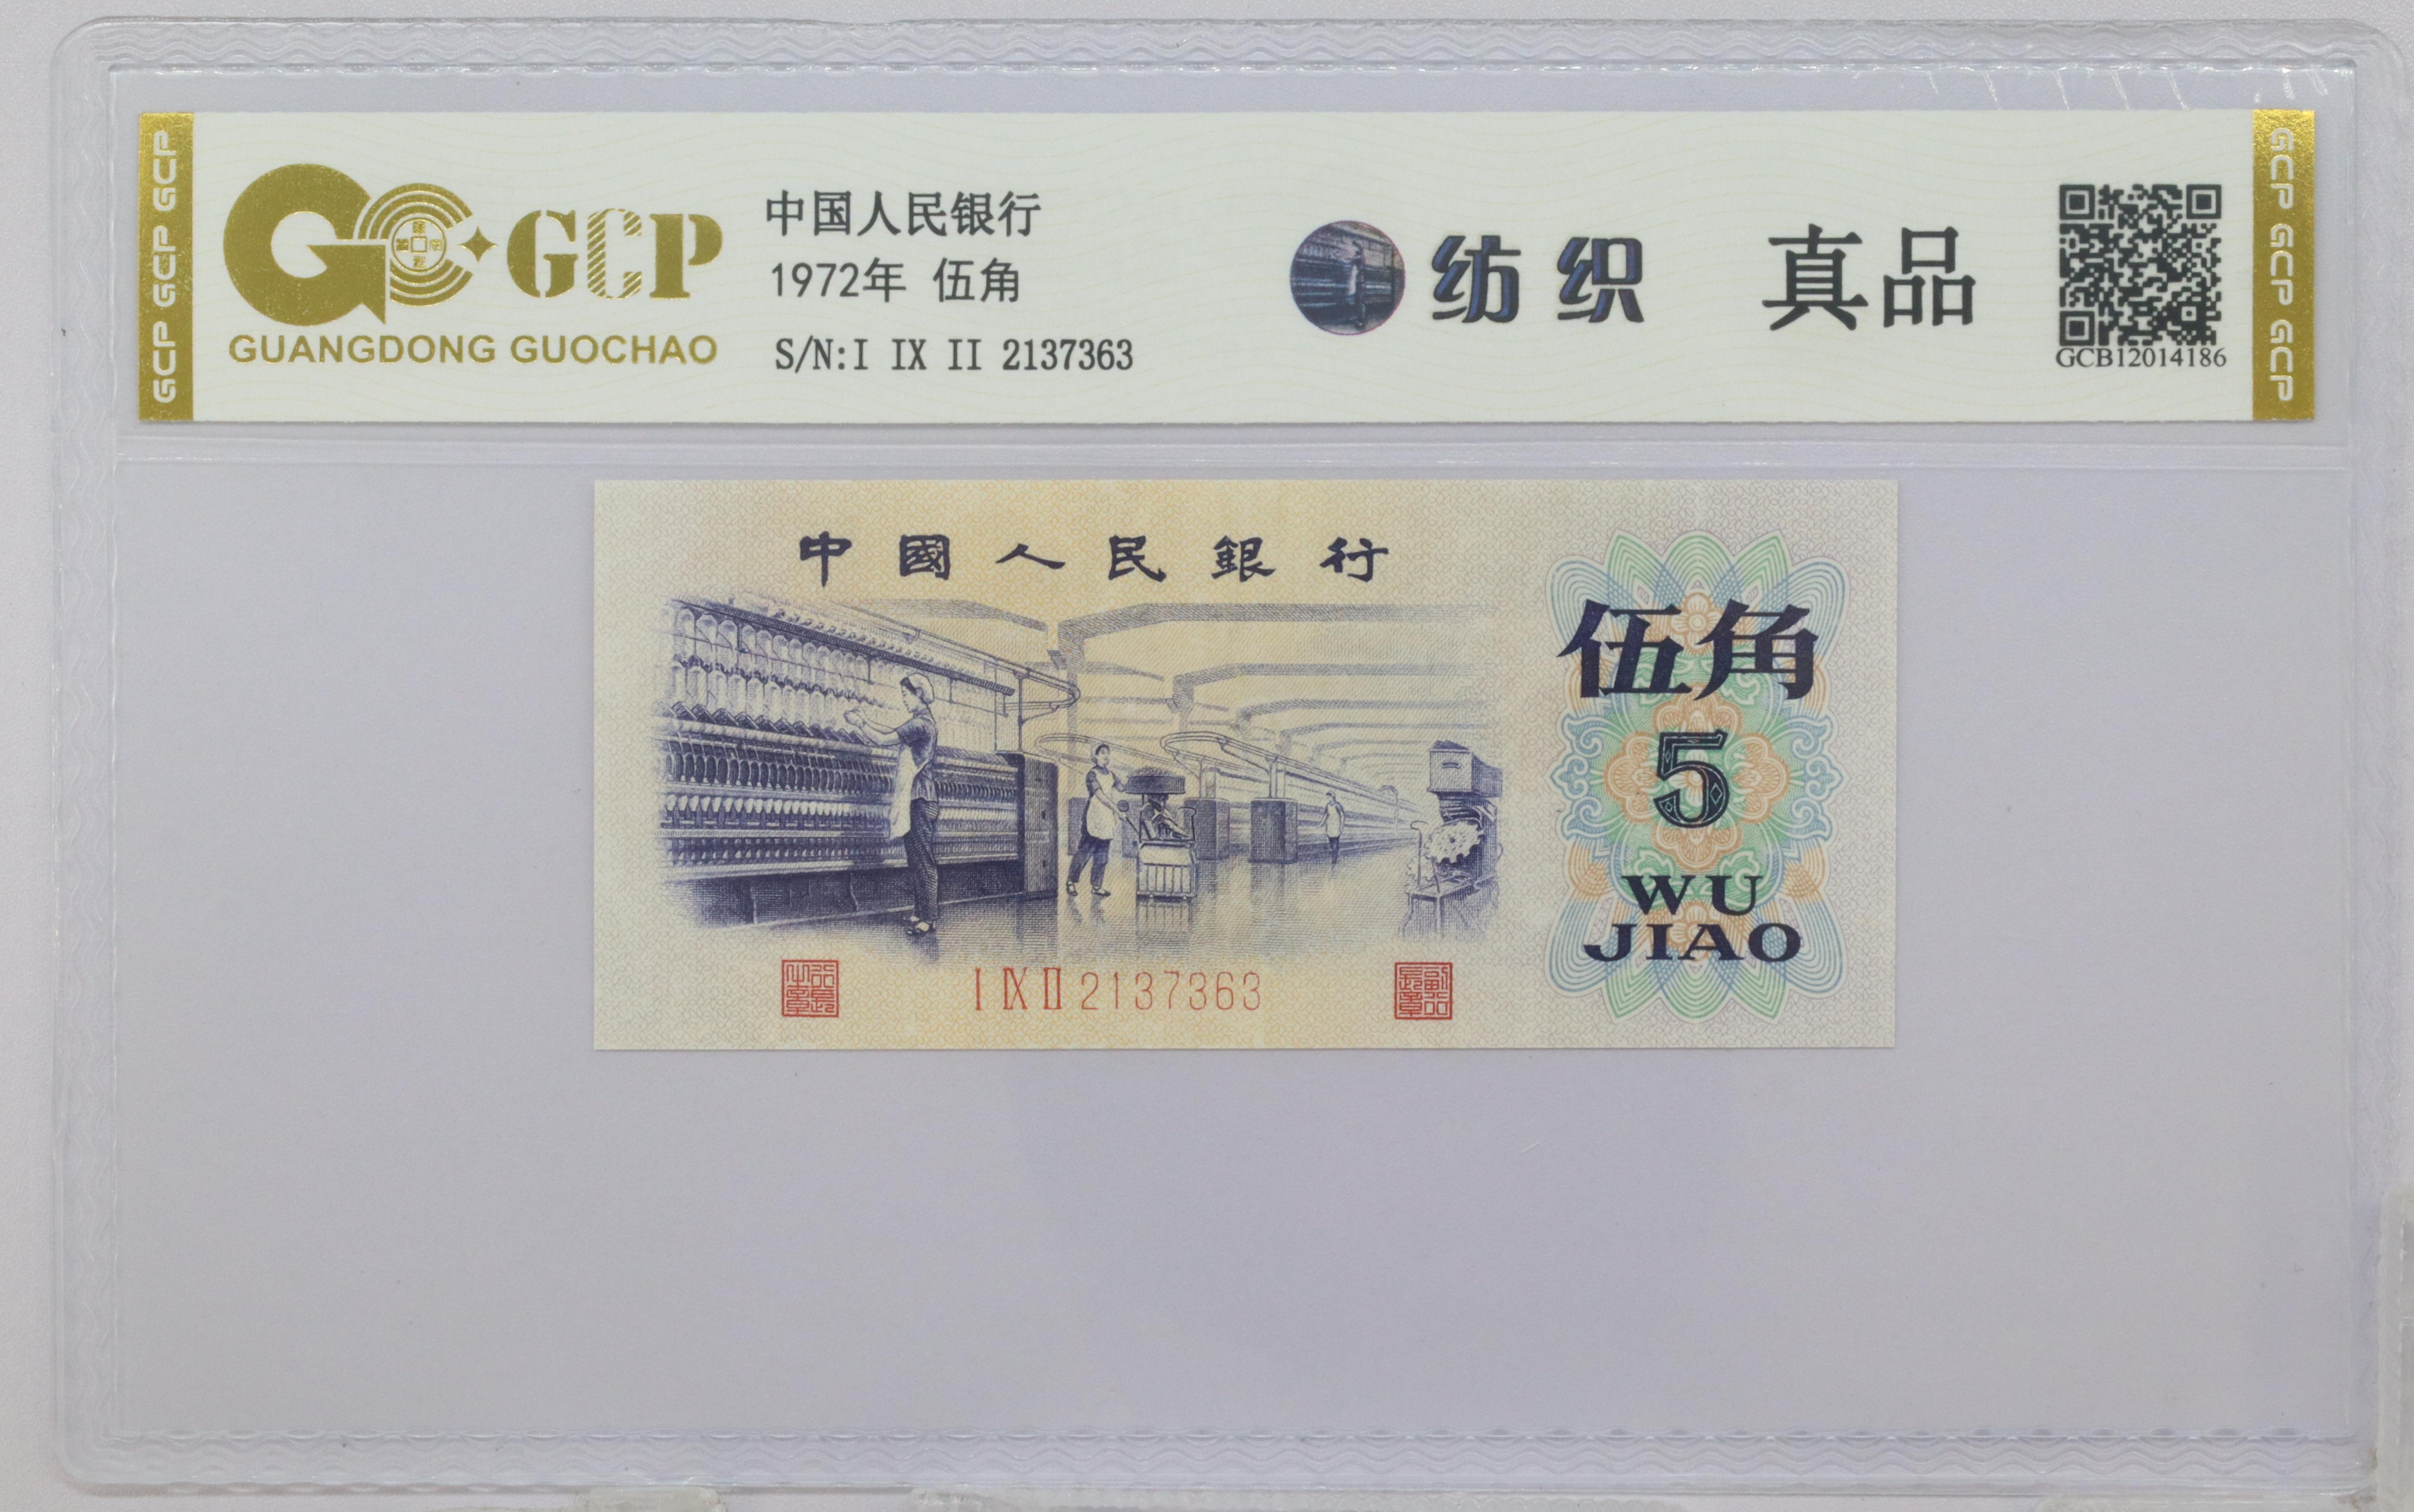 GCP GCP GCP
GCP
GUANGDONG GUOCHAO
中国人民银行
1972年 伍角
S/N:I IX II 2137363
纺织
真品
GCB12014186
GCP GCP GCP
中國人民銀行
伍角
5
WU
JIAO
I IX II 2137363